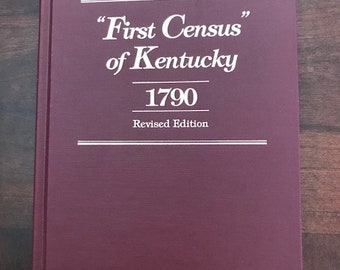 "First Census"
of Kentucky
1790
Revised Edition